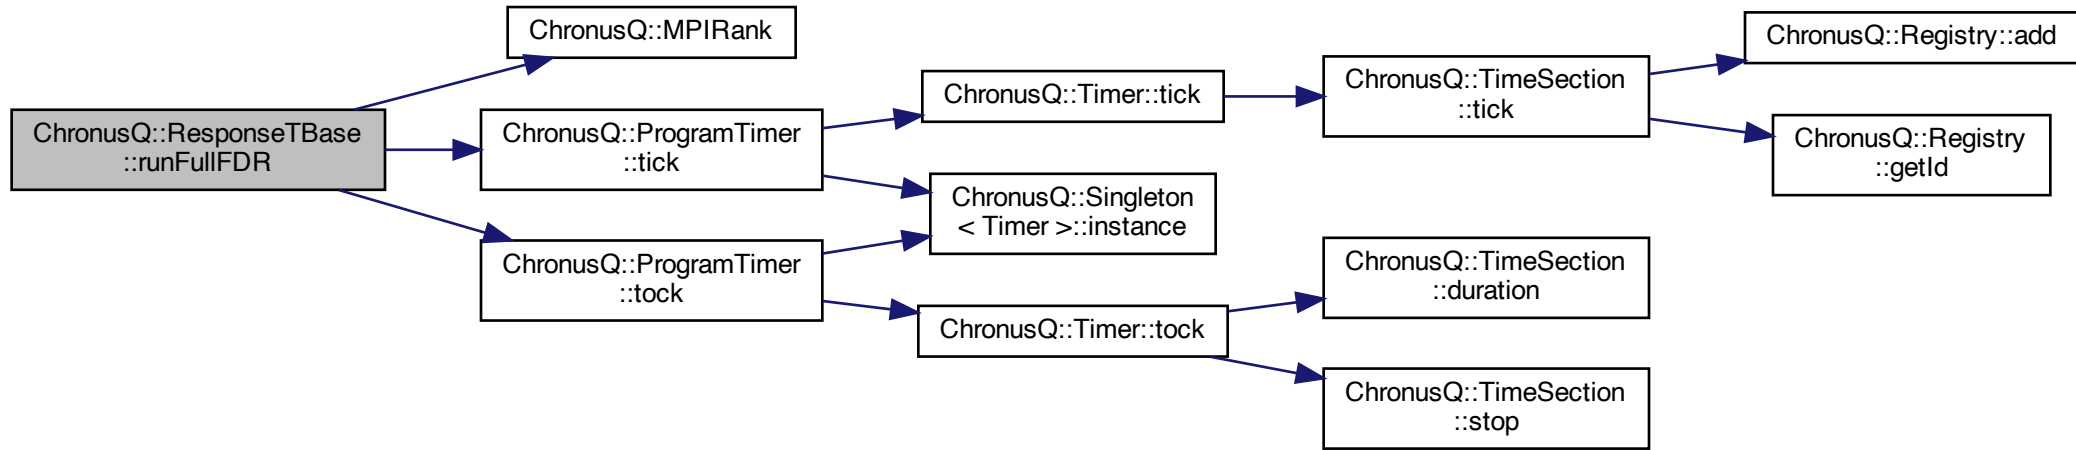 ChronusQ::ResponseTBase
::runFullFDR
ChronusQ::MPIRank
ChronusQ::ProgramTimer
::tick
ChronusQ::ProgramTimer
::tock
ChronusQ::Timer::tick
ChronusQ::Singleton
< Timer >::instance
ChronusQ::Timer::tock
ChronusQ::TimeSection
::tick
ChronusQ::TimeSection
::duration
ChronusQ::TimeSection
::stop
ChronusQ::Registry::add
ChronusQ::Registry
::getId